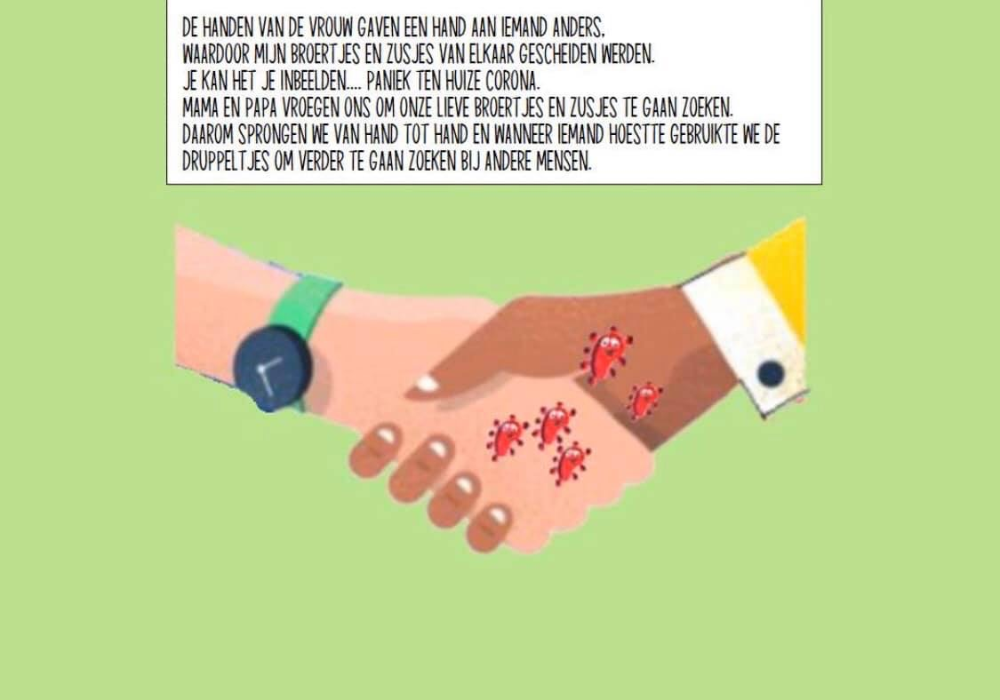 DE HANDEN VAN DE VROUW GAVEN EEN HAND AAN IEMAND ANDERS,
WAARDOOR MIJN BROERTJES EN ZUSJES VAN ELKAAR GESCHEIDEN WERDEN.
JE KAN HET JE INBEELDEN.... PANIEK TEN HUIZE CORONA.
MAMA EN PAPA VROEGEN ONS OM ONZE LIEVE BROERTJES EN ZUSJES TE GAAN ZOEKEN.
DAAROM SPRONGEN WE VAN HAND TOT HAND EN WANNEER IEMAND HOESTTE GEBRUIKTE WE DE
DRUPPELTJES OM VERDER TE GAAN ZOEKEN BIJ ANDERE MENSEN.